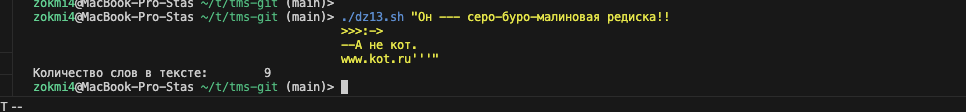 zokmi4@MacBook-Pro-Stas ~/t/tms-git (main)>
zokmi4@MacBook-Pro-Stas ~/t/tms-git (main)> ./dz13.sh "Он --- серо-буро-малиновая редиска!!
>>>:->
--А не кот.
www.kot.ru'''"
Количество слов в тексте: 9
zokmi4@MacBook-Pro-Stas ~/t/tms-git (main)>
T --